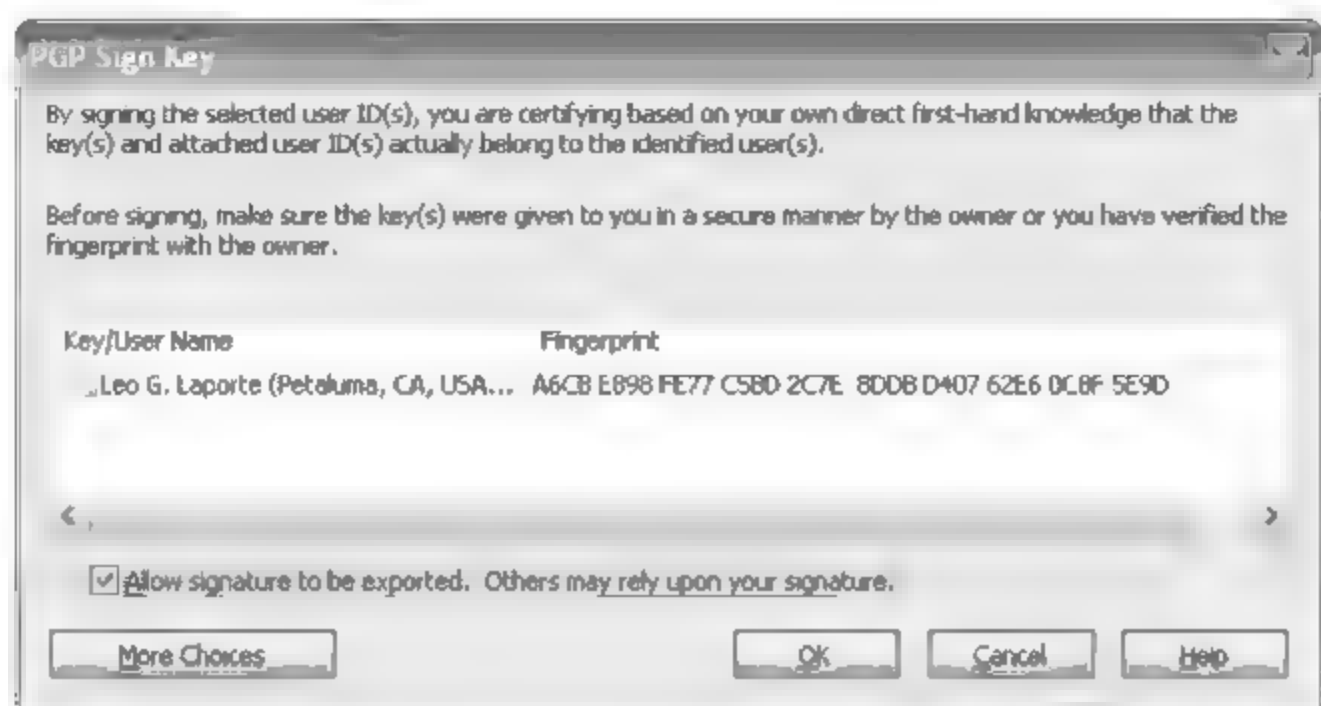 PGP Sign Key
By signing the selected user ID(s), you are certifying based on your own direct first-hand knowledge that the
key(s) and attached user ID(s) actually belong to the identified user(s).
Before signing, make sure the key(s) were given to you in a secure manner by the owner or you have verified the
fingerprint with the owner.
Key/User Name Fingerprint
Leo G. Laporte (Petaluma, CA, USA... A6CB E898 FE77 C5BD 2C7E 8DDB D407 62E6 0C8F 5E9D
Allow signature to be exported. Others may rely upon your signature.
More Choices OK Cancel Help